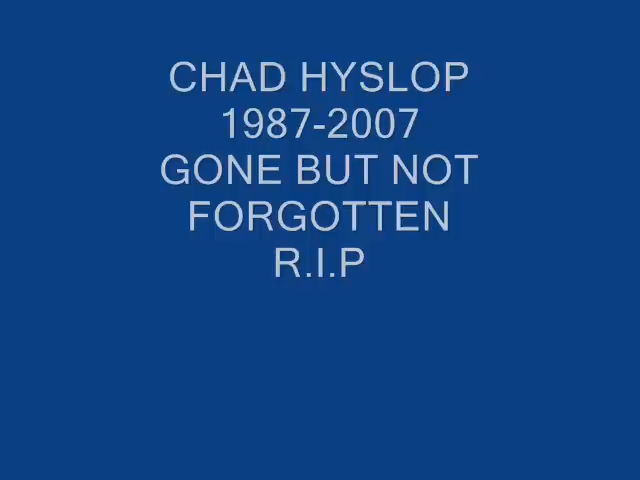 CHAD HYSLOP
1987-2007
GONE BUT NOT
FORGOTTEN
R.I.P